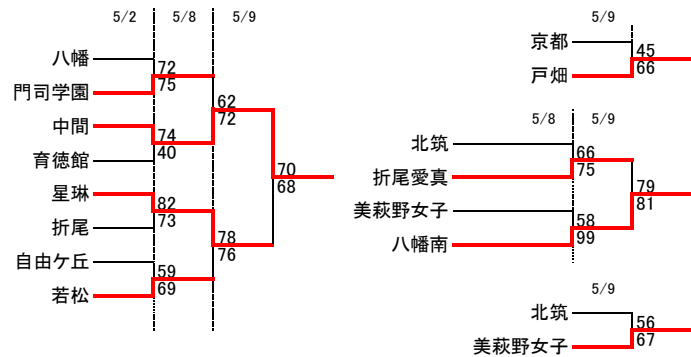 5/2 5/8 5/9
八幡
72
門司学園
75
62
中間
72
74
育徳館
40
70
星琳
68
82
折尾
73
78
自由ケ丘
76
59
若松
69
5/9
京都
45
戸畑
66
5/8 5/9
北筑
66
折尾愛真
75
79
美萩野女子
81
58
八幡南
99
5/9
北筑
56
美萩野女子
67